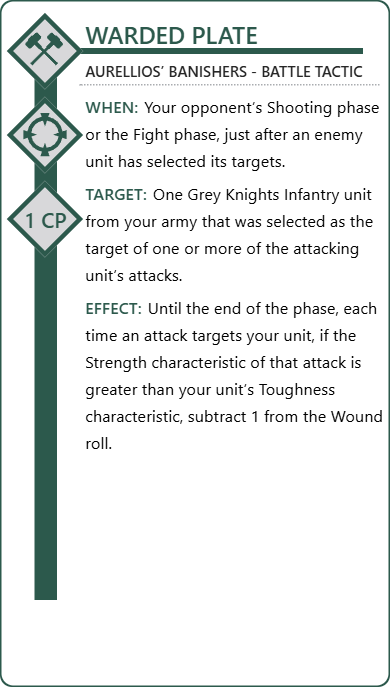 WARDED PLATE
AURELLIOS’ BANISHERS - BATTLE TACTIC
WHEN: Your opponent’s Shooting phase
or the Fight phase, just after an enemy
unit has selected its targets.
1 CP
TARGET: One Grey Knights Infantry unit
from your army that was selected as the
target of one or more of the attacking
unit’s attacks.
EFFECT: Until the end of the phase, each
time an attack targets your unit, if the
Strength characteristic of that attack is
greater than your unit’s Toughness
characteristic, subtract 1 from the Wound
roll.